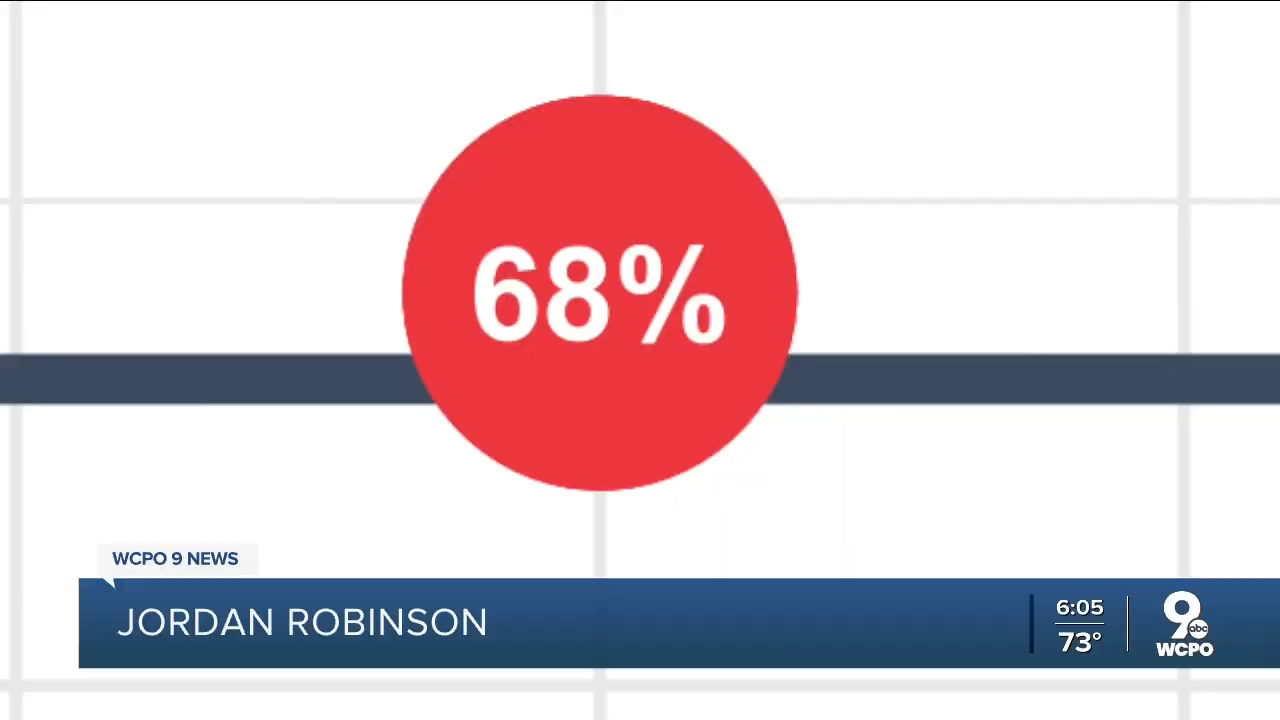 68%
WCPO 9 NEWS
JORDAN ROBINSON
6:05
73°
9
abc
WCPO